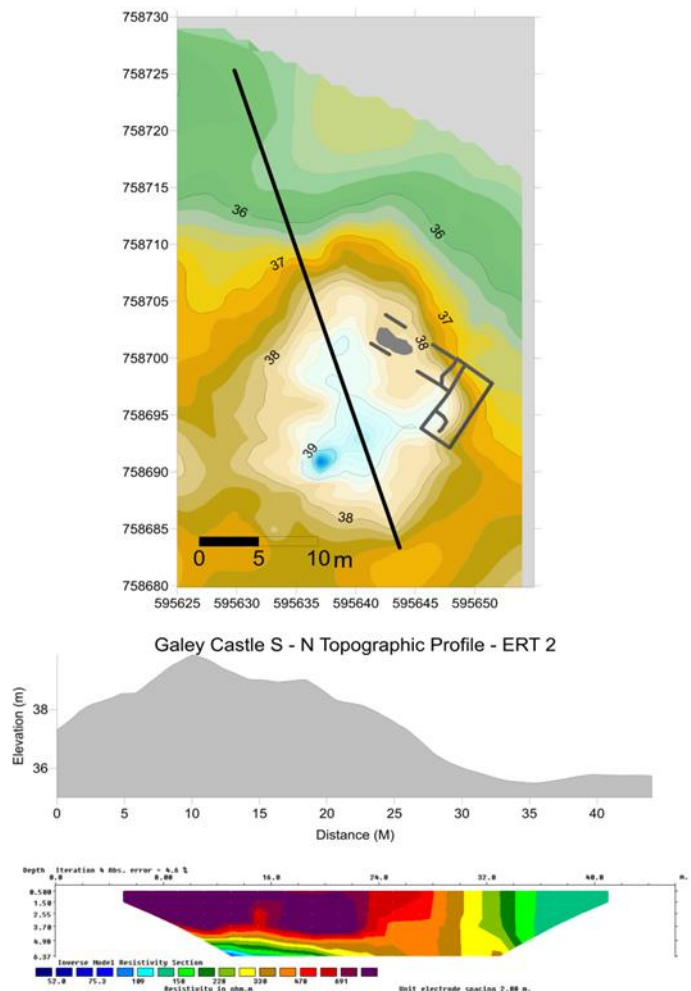 758730
758725
758720
758715
36
36
758710
37
758705
37
38
38
758700
758695
39
758690
38
758685
0 5 10 m
758680
595625 595630 595635 595640 595645 595650
Galey Castle S - N Topographic Profile - ERT 2
Elevation (m)
38
36
0 5 10 15 20 25 30 35 40
Distance (M)
Depth Iteration 4 Abs. error = 4.6 %
0.0 8.00 16.0 24.0 32.0 40.0 m.
0.500
1.50
2.55
3.70
4.90
6.37
Inverse Model Resistivity Section
52.0 75.3 109 158 228 330 478 691
Resistivity in ohm.m
Unit electrode spacing 2.00 m.